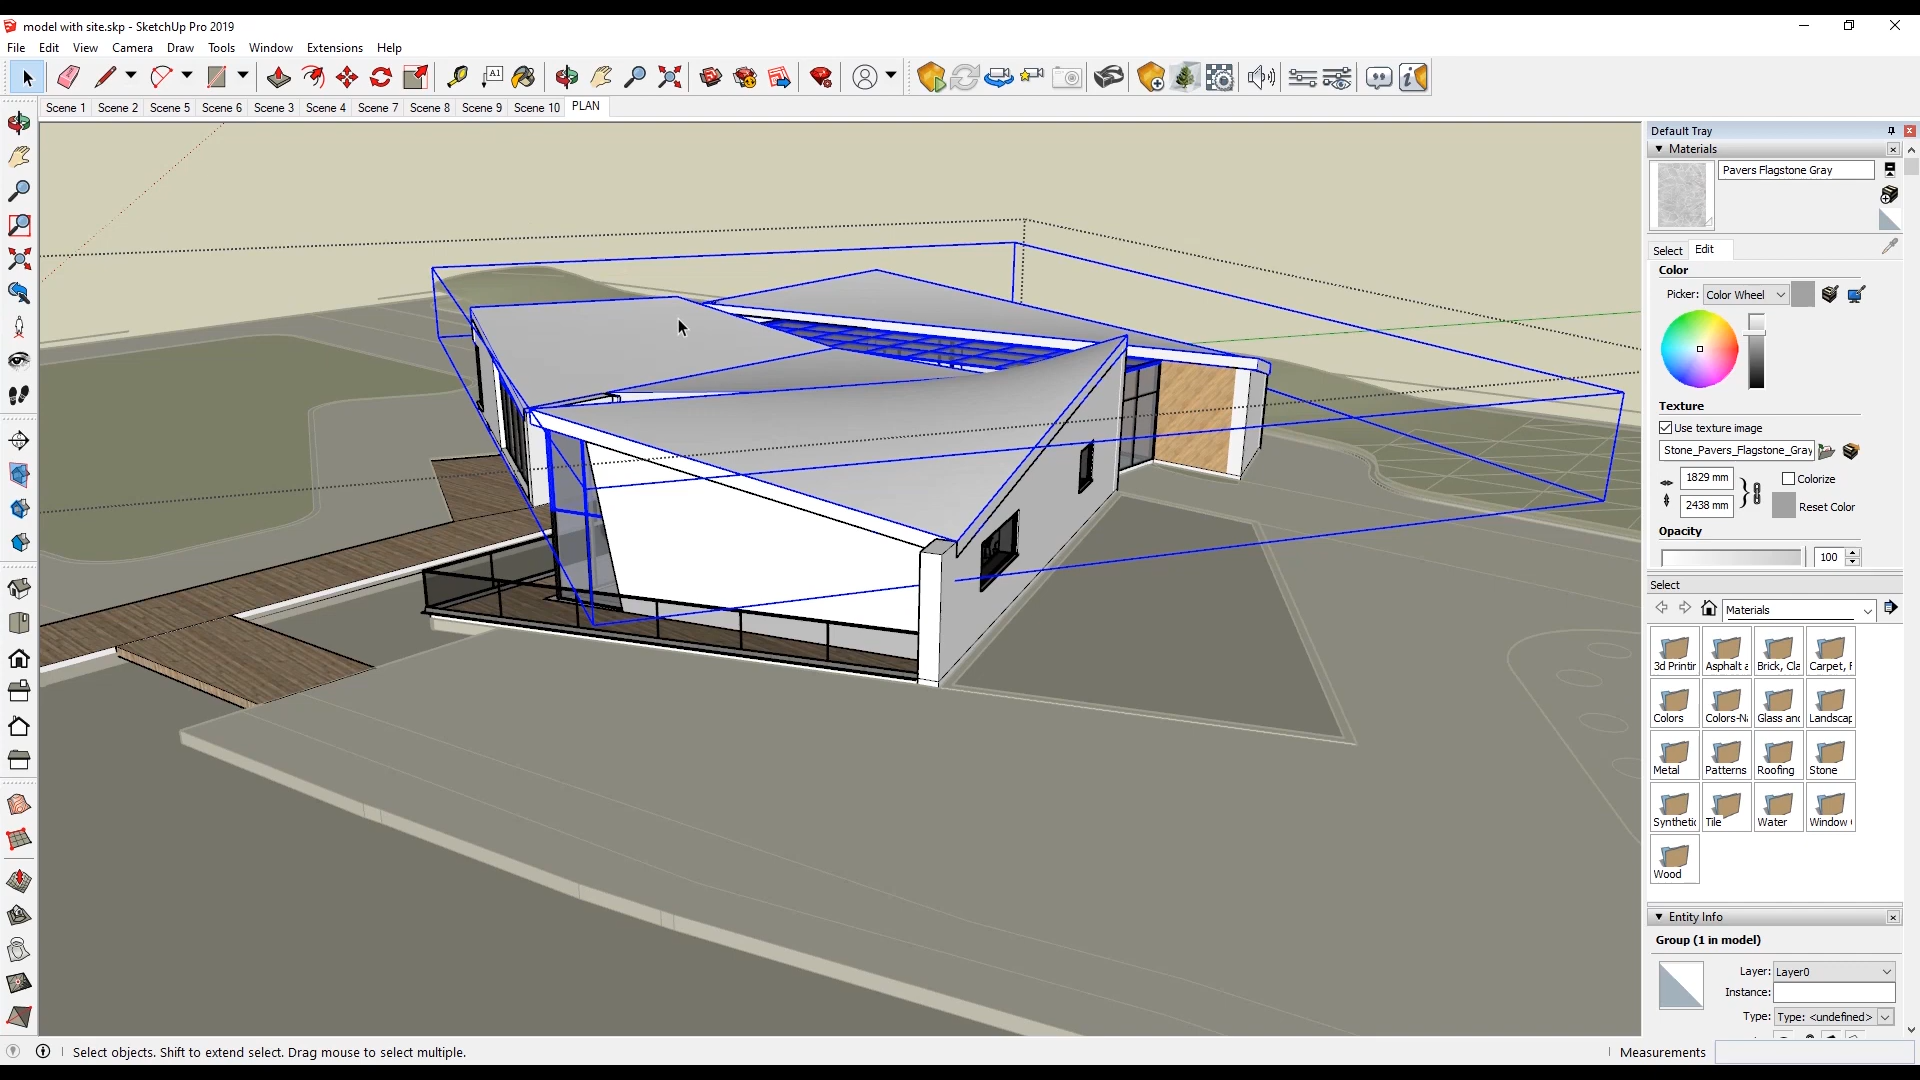 model with site.skp - SketchUp Pro 2019
File Edit View Camera Draw Tools Window Extensions Help
A1
Scene 1 Scene 2 Scene 5 Scene 6 Scene 3 Scene 4 Scene 7 Scene 8 Scene 9 Scene 10 PLAN
Default Tray
Materials
Pavers Flagstone Gray
Select Edit
Color
Picker: Color Wheel
Texture
Use texture image
Stone_Pavers_Flagstone_Gray
1829 mm Colorize
2438 mm Reset Color
Opacity
100
Select
Materials
3d Printin Asphalt a Brick, Cla Carpet, F
Colors Colors-Na Glass and Landscap
Metal Patterns Roofing Stone
Synthetic Tile Water Window
Wood
Entity Info
Group (1 in model)
Layer: Layer0
Instance:
Type: Type: <undefined>
Select objects. Shift to extend select. Drag mouse to select multiple.
Measurements